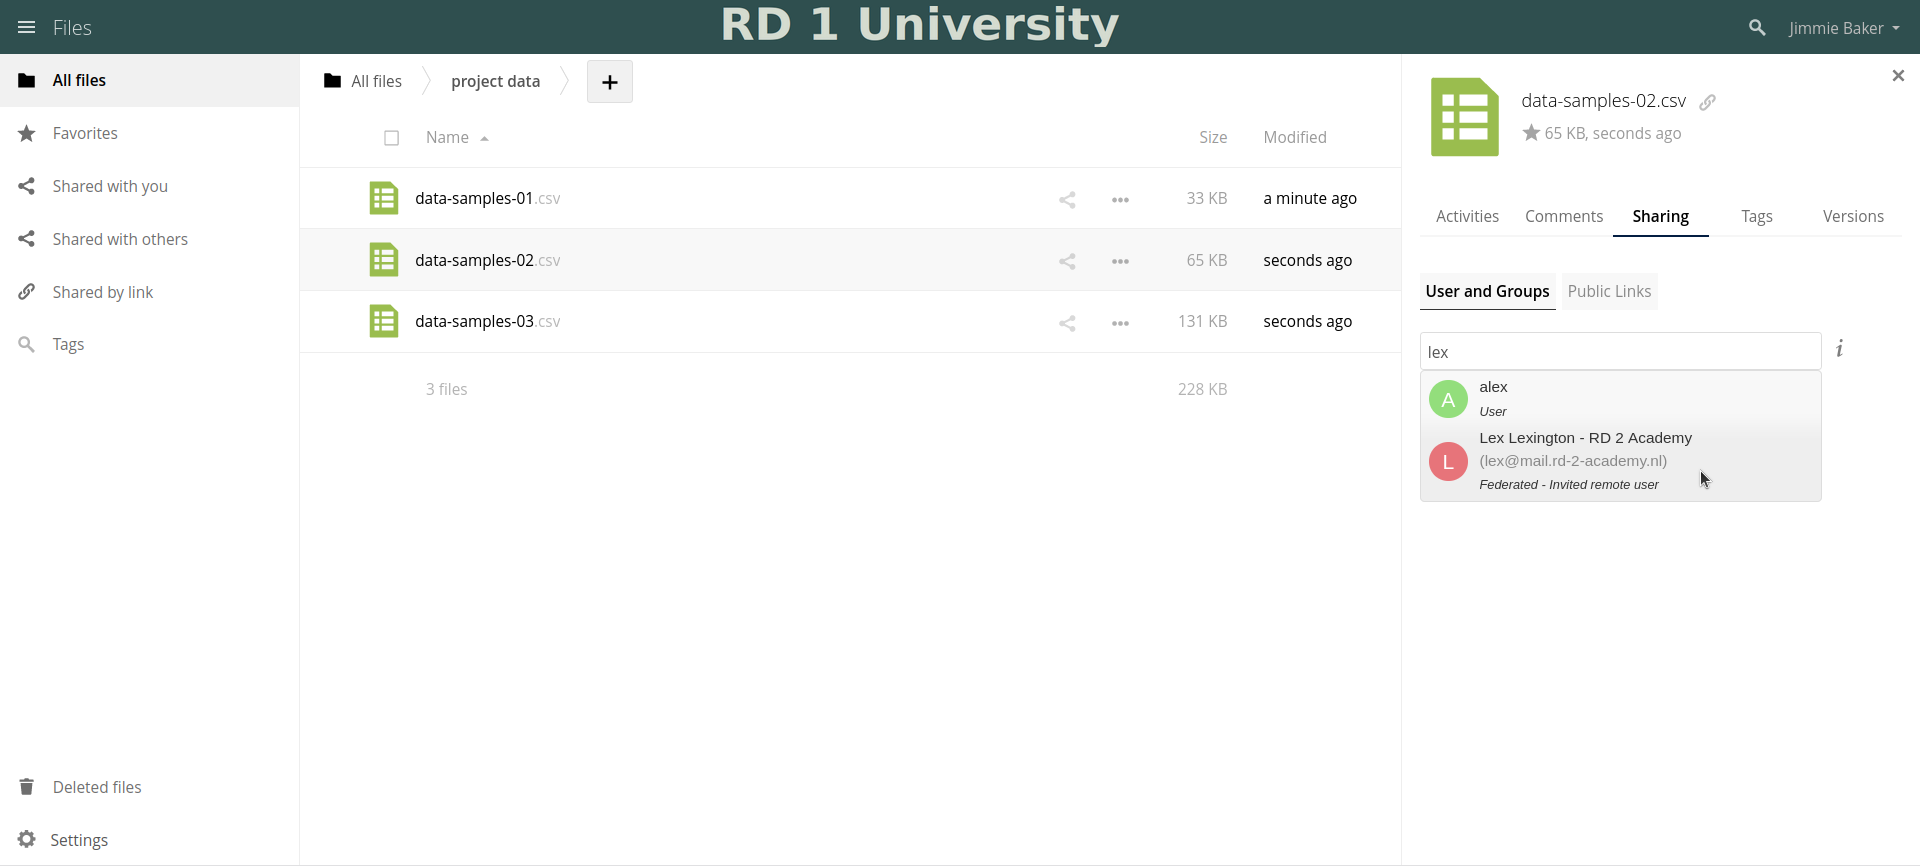 Files
RD 1 University
Jimmie Baker
All files
Favorites
Shared with you
Shared with others
Shared by link
Tags
Deleted files
Settings
All files
project data
+
Name
Size
Modified
data-samples-01.csv
33 KB
a minute ago
data-samples-02.csv
65 KB
seconds ago
data-samples-03.csv
131 KB
seconds ago
3 files
228 KB
data-samples-02.csv
65 KB, seconds ago
Activities
Comments
Sharing
Tags
Versions
User and Groups
Public Links
lex
i
A
alex
User
L
Lex Lexington - RD 2 Academy
(lex@mail.rd-2-academy.nl)
Federated - Invited remote user